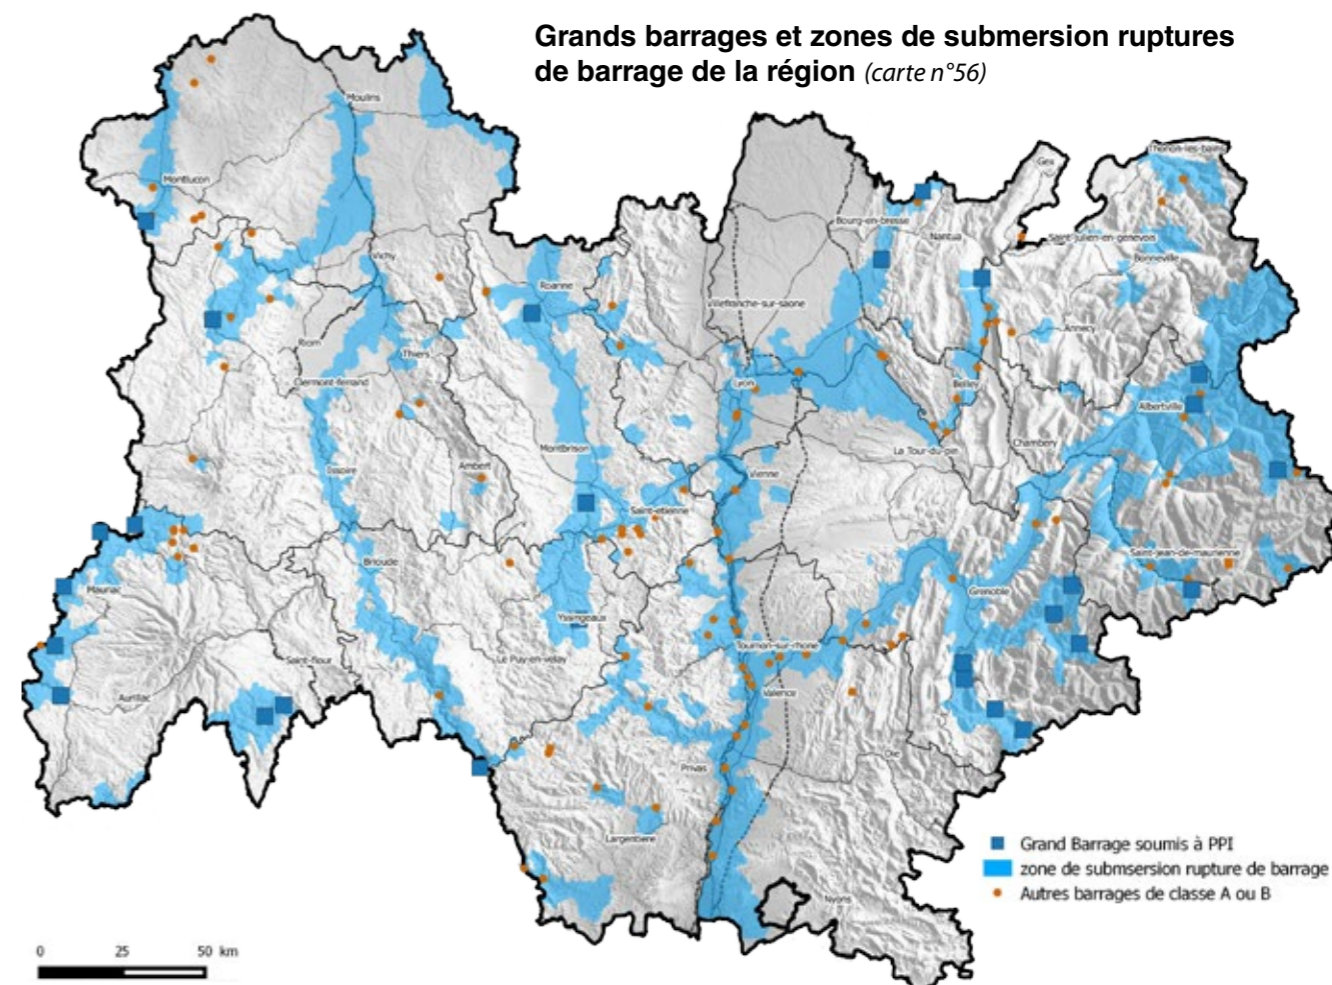 Grands barrages et zones de submersion ruptures
de barrage de la région (carte n°56)
Moulins
Montlucon
Thonon-les-bains
Gex
Bourg-en-bresse
Nantua
Saint-julien-en-genevois
Bonneville
Vichy
Roanne
Villefranche-sur-saone
Annecy
Riom
Thiers
Clermont-ferrand
Lyon
Belley
Albertville
Montbrison
La Tour-du-pin
Chambery
Issoire
Ambert
Vienne
Saint-etienne
Saint-jean-de-maurienne
Brioude
Mauriac
Grenoble
Yssingeaux
Tournon-sur-rhone
Saint-flour
Le Puy-en-velay
Aurillac
Valence
Die
Privas
Largentiere
Nyons
Grand Barrage soumis à PPI
zone de submsersion rupture de barrage
Autres barrages de classe A ou B
0 25 50 km